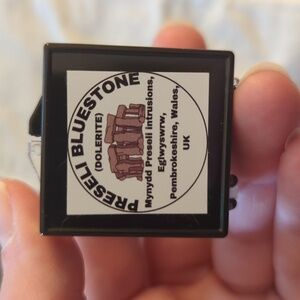 PRESELI BLUESTONE
(DOLERITE)
Mynydd Preseli intrusions,
Eglwyswrw,
Pembrokeshire, Wales,
UK